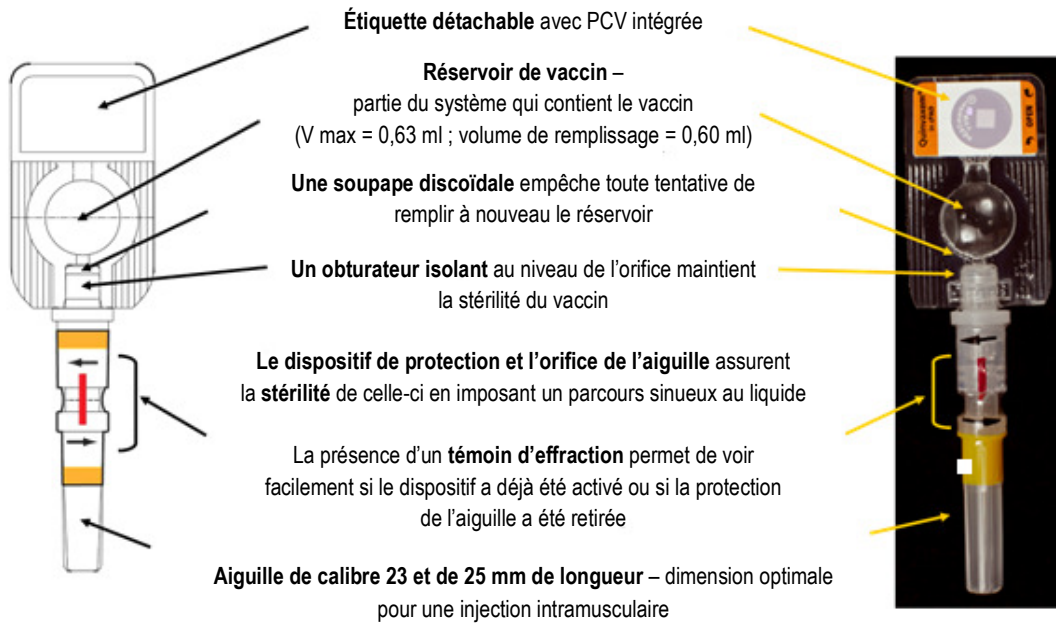 Étiquette détachable avec PCV intégrée
Réservoir de vaccin –
partie du système qui contient le vaccin
(V max = 0,63 ml ; volume de remplissage = 0,60 ml)
Une soupape discoïdale empêche toute tentative de
remplir à nouveau le réservoir
Un obturateur isolant au niveau de l’orifice maintient
la stérilité du vaccin
Le dispositif de protection et l’orifice de l’aiguille assurent
la stérilité de celle-ci en imposant un parcours sinueux au liquide
La présence d’un témoin d’effraction permet de voir
facilement si le dispositif a déjà été activé ou si la protection
de l’aiguille a été retirée
Aiguille de calibre 23 et de 25 mm de longueur – dimension optimale
pour une injection intramusculaire
Quinvaxem
OPEN